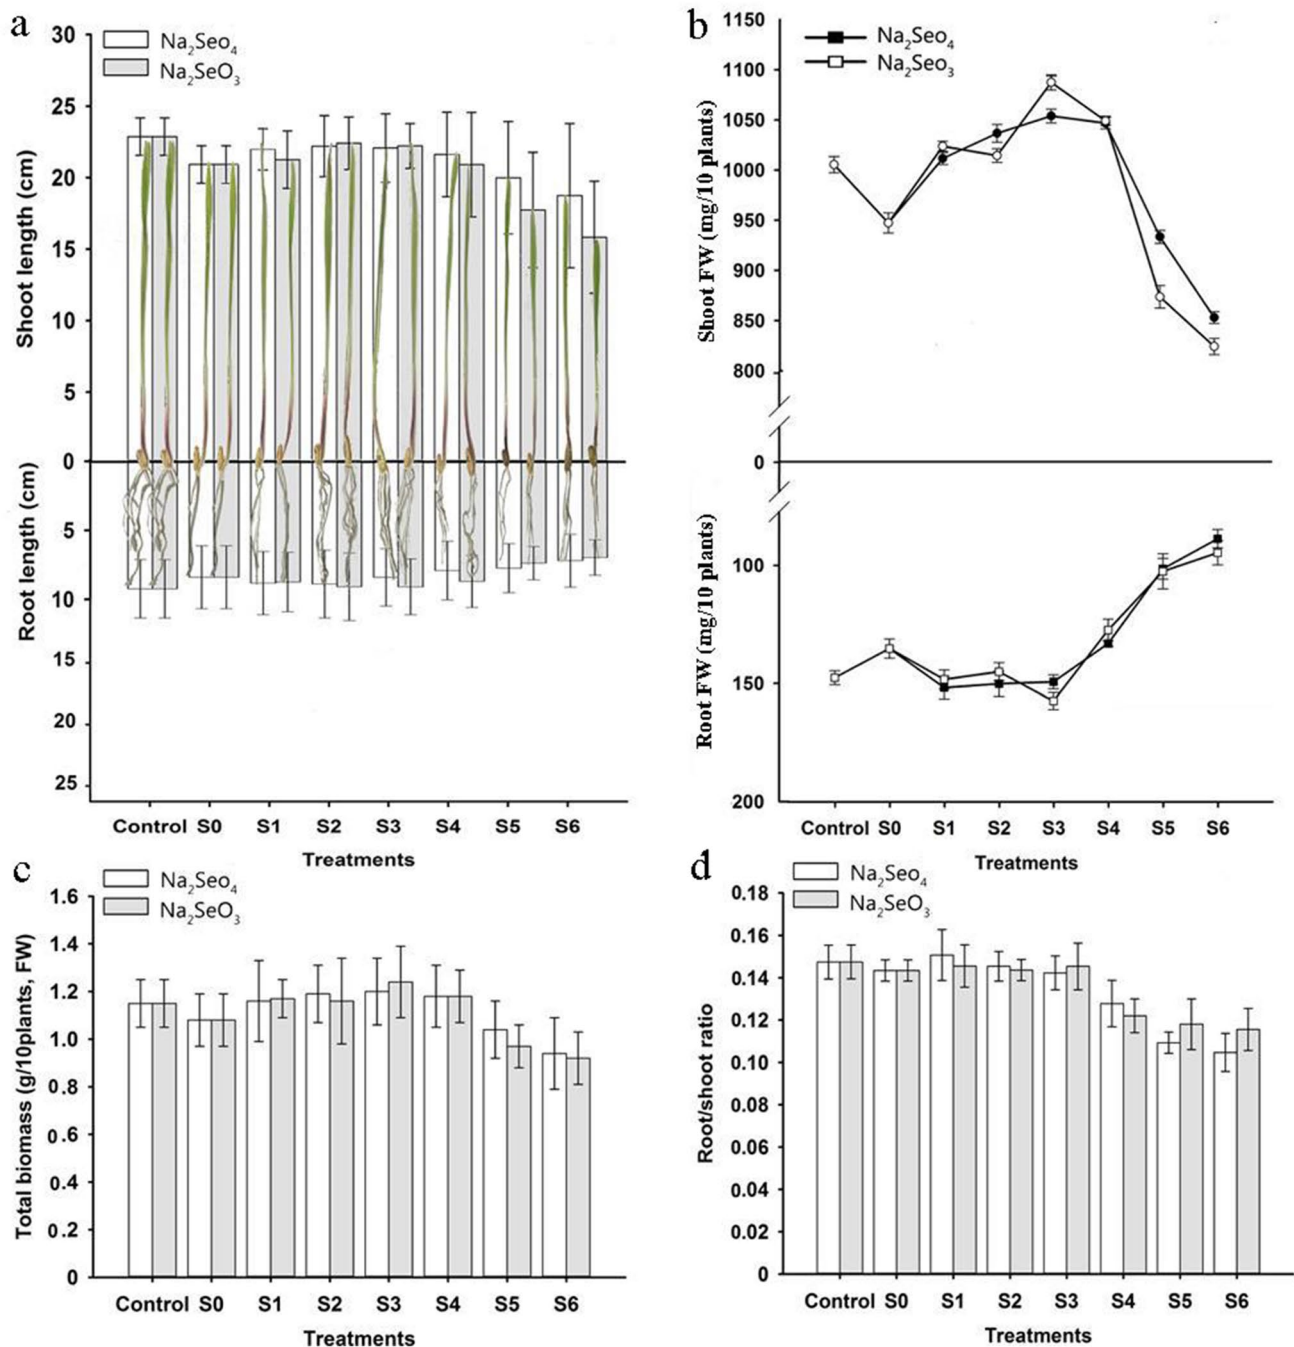 a
Na₂Seo₄
Na₂SeO₃
Shoot length (cm)
Root length (cm)
30
25
20
15
10
5
0
5
10
15
20
25
Control S0 S1 S2 S3 S4 S5 S6
Treatments
b
Na₂Seo₄
Na₂Seo₃
Shoot FW (mg/10 plants)
Root FW (mg/10 plants)
1150
1100
1050
1000
950
900
850
800
0
100
150
200
Control S0 S1 S2 S3 S4 S5 S6
Treatments
c
Na₂Seo₄
Na₂SeO₃
Total biomass (g/10plants, FW)
1.6
1.4
1.2
1.0
0.8
0.6
0.4
0.2
0
Control S0 S1 S2 S3 S4 S5 S6
Treatments
d
Na₂Seo₄
Na₂SeO₃
Root/shoot ratio
0.18
0.16
0.14
0.12
0.10
0.08
0.06
0.04
0.02
0
Control S0 S1 S2 S3 S4 S5 S6
Treatments